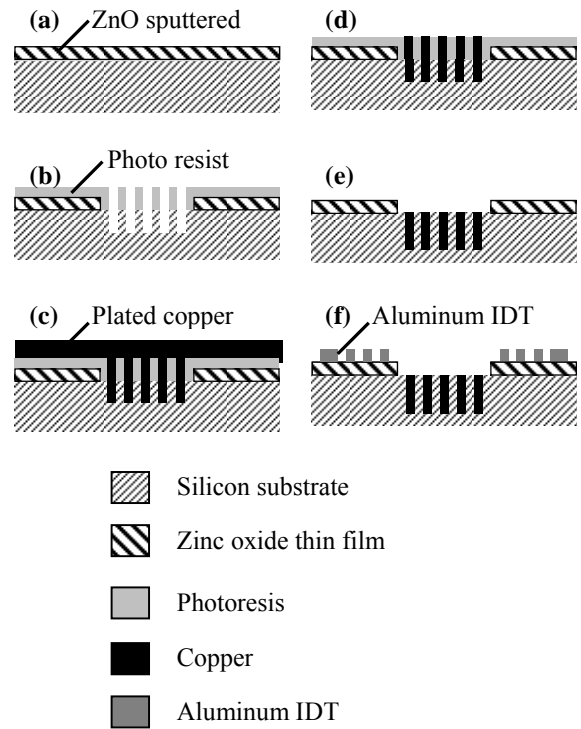 (a) ZnO sputtered
(b) Photo resist
(c) Plated copper
(d)
(e)
(f) Aluminum IDT
Silicon substrate
Zinc oxide thin film
Photoresis
Copper
Aluminum IDT